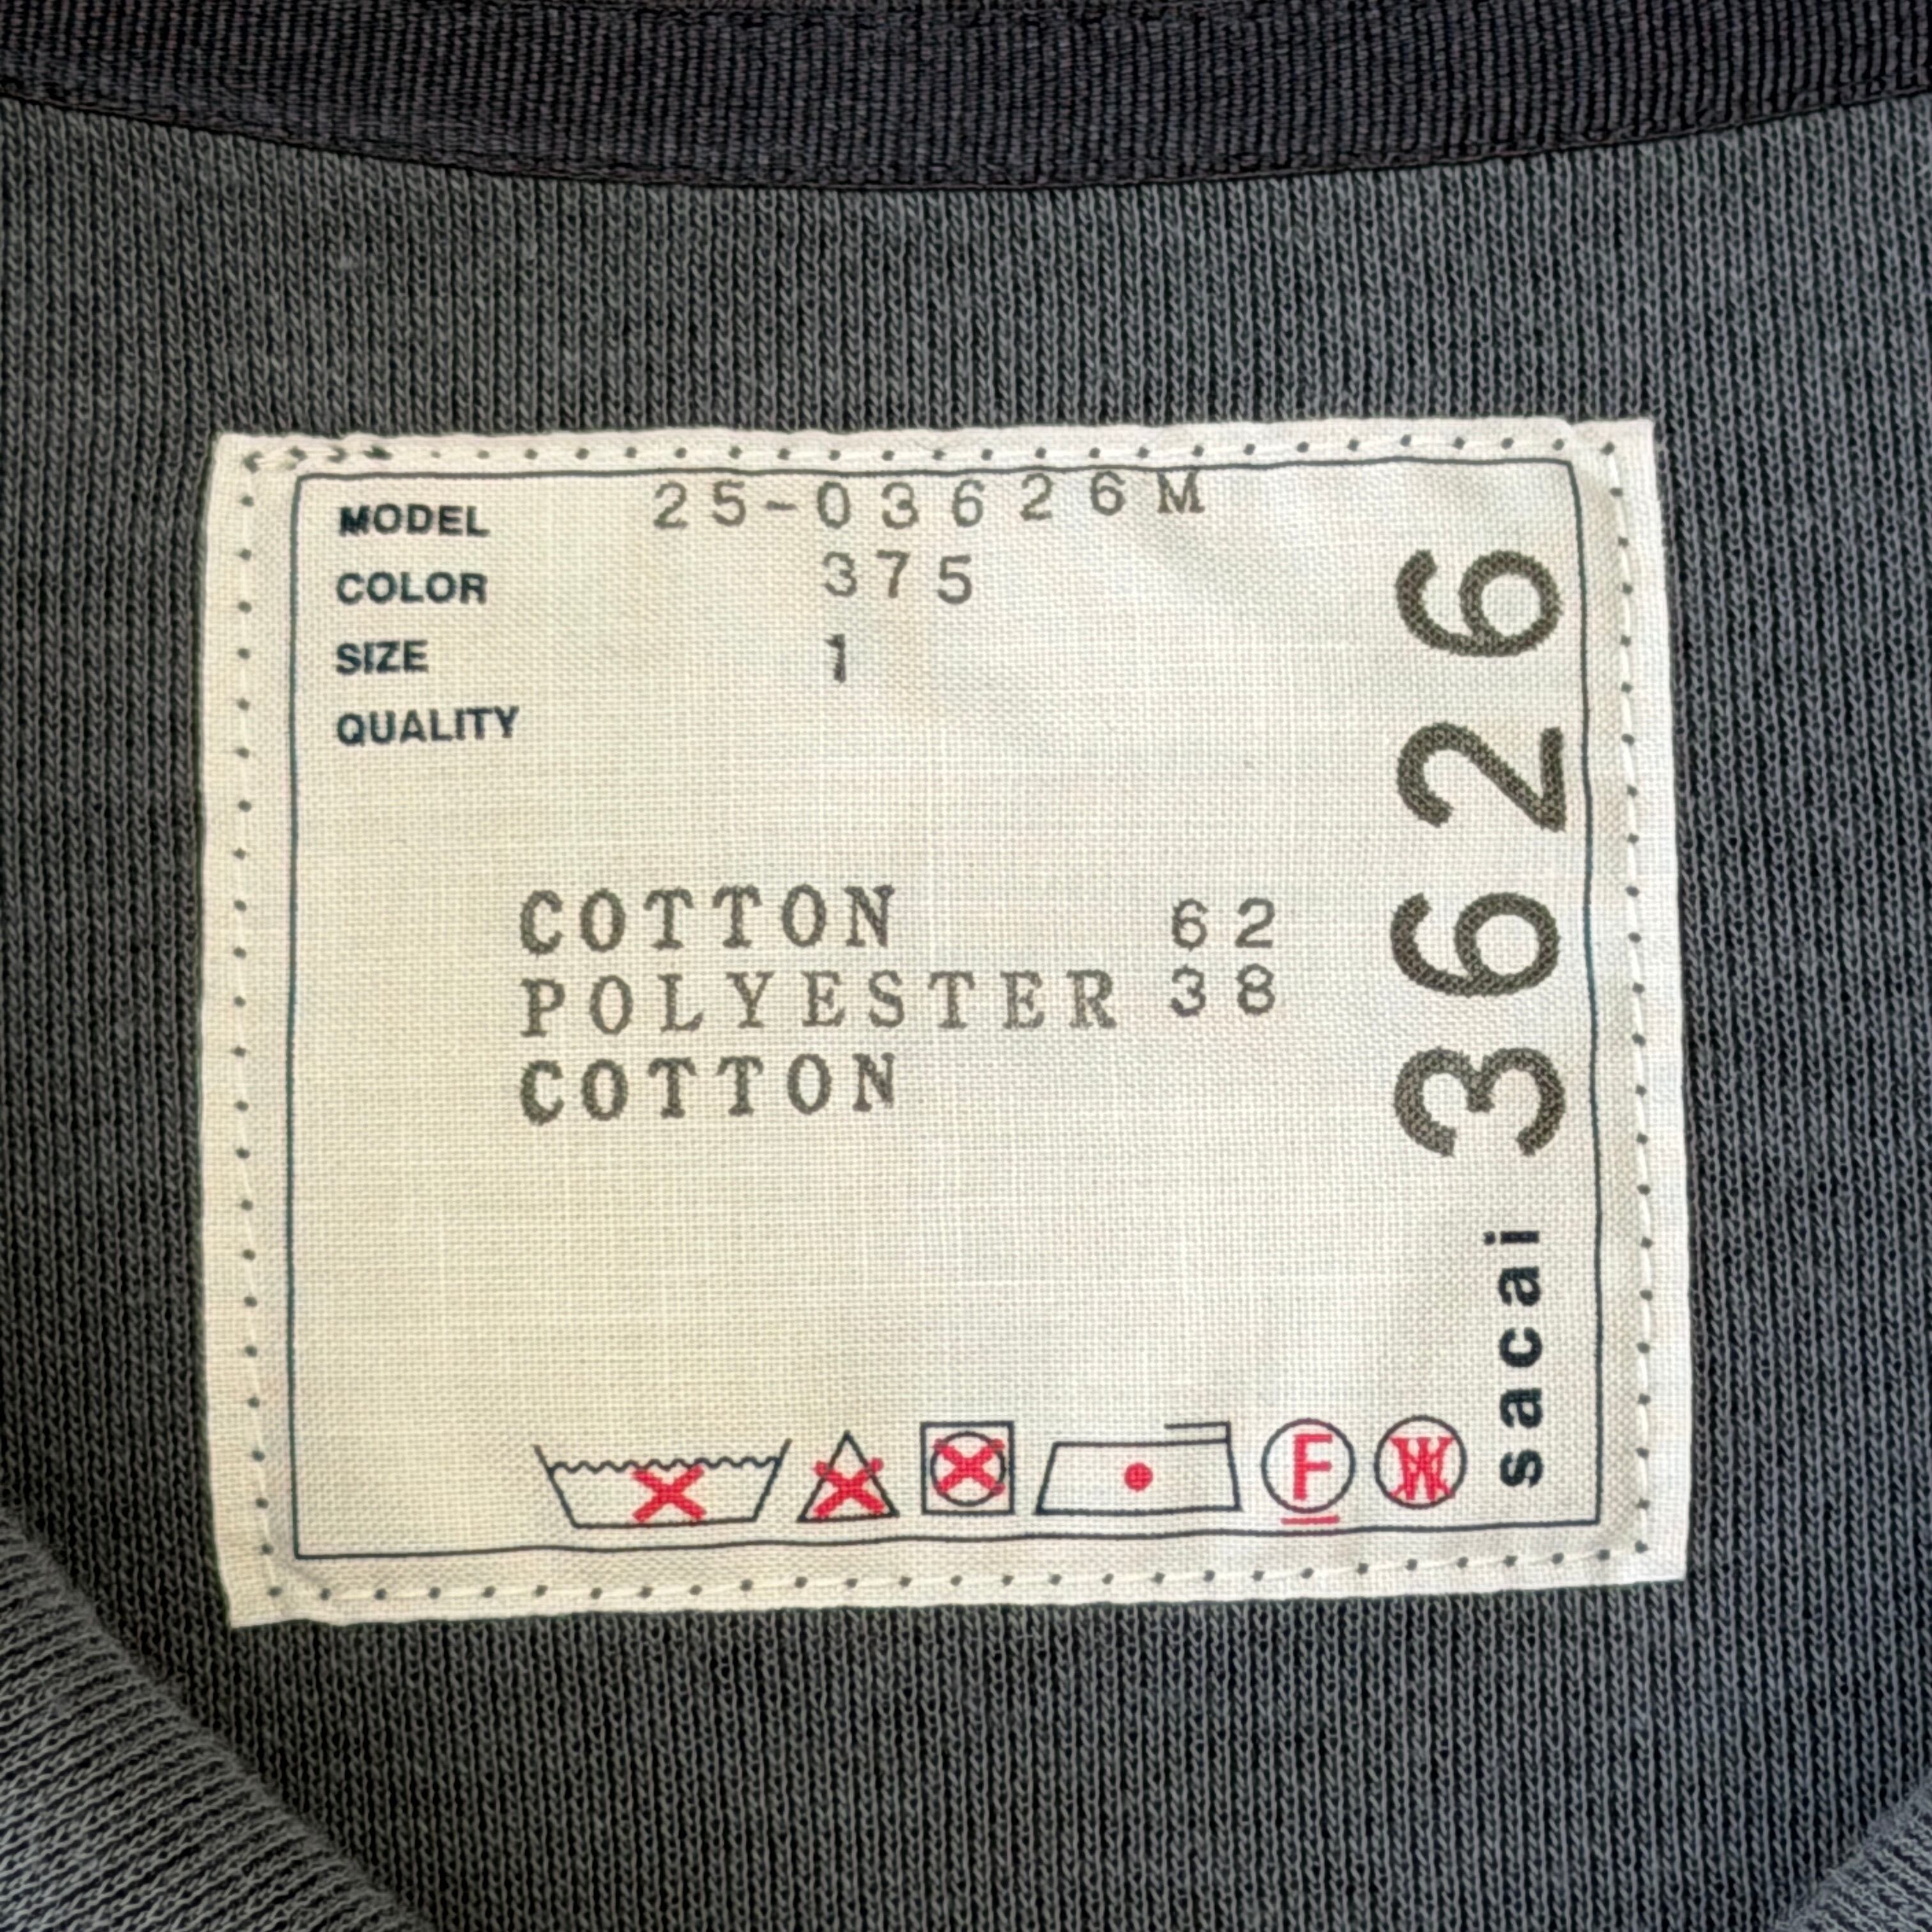 MODEL 25-03626M
COLOR 375
SIZE 1
QUALITY
COTTON 62
POLYESTER 38
COTTON
F W
sacai 3626